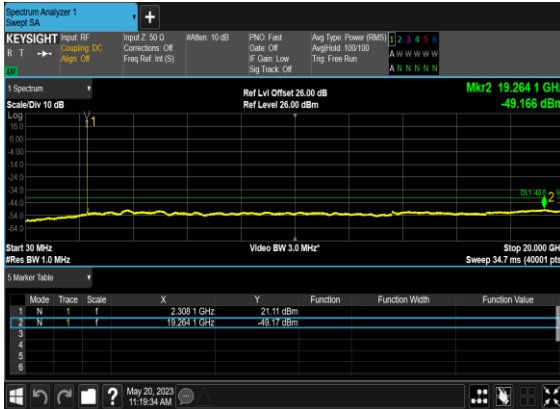 Spectrum Analyzer 1
Swept SA
+
KEYSIGHT Input: RF Input Z: 50 Ω #Atten: 10 dB PNO: Fast Avg Type: Power (RMS) 1 2 3 4 5 6
R T Coupling: DC Corrections: Off Gate: Off Avg|Hold: 100/100 A W W W W W
Align: Off Freq Ref: Int (S) IF Gain: Low Trig: Free Run
LXI Sig Track: Off A N N N N N
1 Spectrum Ref Lvl Offset 26.00 dB Mkr2 19.264 1 GHz
Scale/Div 10 dB Ref Level 26.00 dBm -49.166 dBm
Log
16.0
6.00
-4.00
-14.0
-24.0
-34.0
-44.0
-54.0
-64.0
1
2
Start 30 MHz Video BW 3.0 MHz* Stop 20.000 GH
#Res BW 1.0 MHz Sweep 34.7 ms (40001 pts
5 Marker Table
Mode Trace Scale X Y Function Function Width Function Value
1 N 1 f 2.308 1 GHz 21.11 dBm
2 N 1 f 19.264 1 GHz -49.17 dBm
3
4
5
6
? May 20, 2023
11:19:34 AM